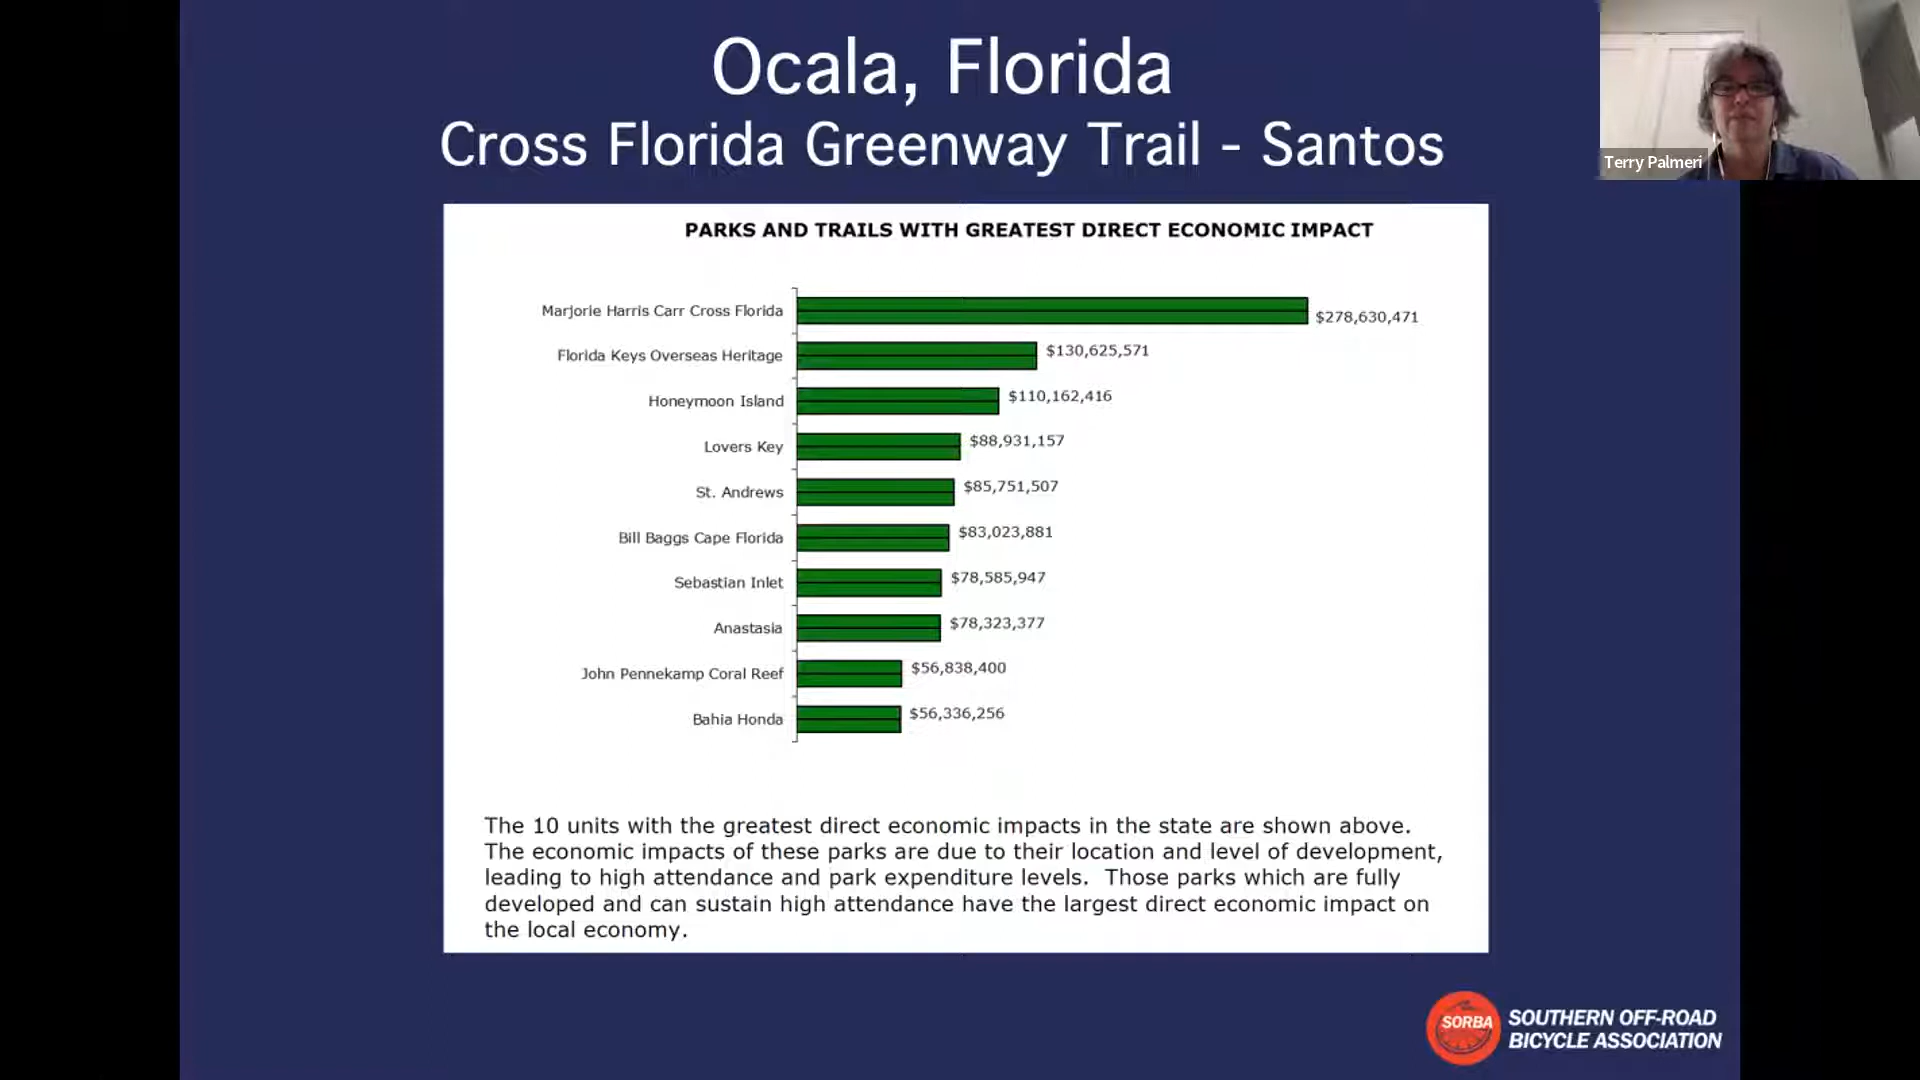 Ocala, Florida
Cross Florida Greenway Trail - Santos
Terry Palmeri
PARKS AND TRAILS WITH GREATEST DIRECT ECONOMIC IMPACT
Marjorie Harris Carr Cross Florida $278,630,471
Florida Keys Overseas Heritage $130,625,571
Honeymoon Island $110,162,416
Lovers Key $88,931,157
St. Andrews $85,751,507
Bill Baggs Cape Florida $83,023,881
Sebastian Inlet $78,585,947
Anastasia $78,323,377
John Pennekamp Coral Reef $56,838,400
Bahia Honda $56,336,256
The 10 units with the greatest direct economic impacts in the state are shown above.
The economic impacts of these parks are due to their location and level of development,
leading to high attendance and park expenditure levels. Those parks which are fully
developed and can sustain high attendance have the largest direct economic impact on
the local economy.
SORBA
SOUTHERN OFF-ROAD
BICYCLE ASSOCIATION